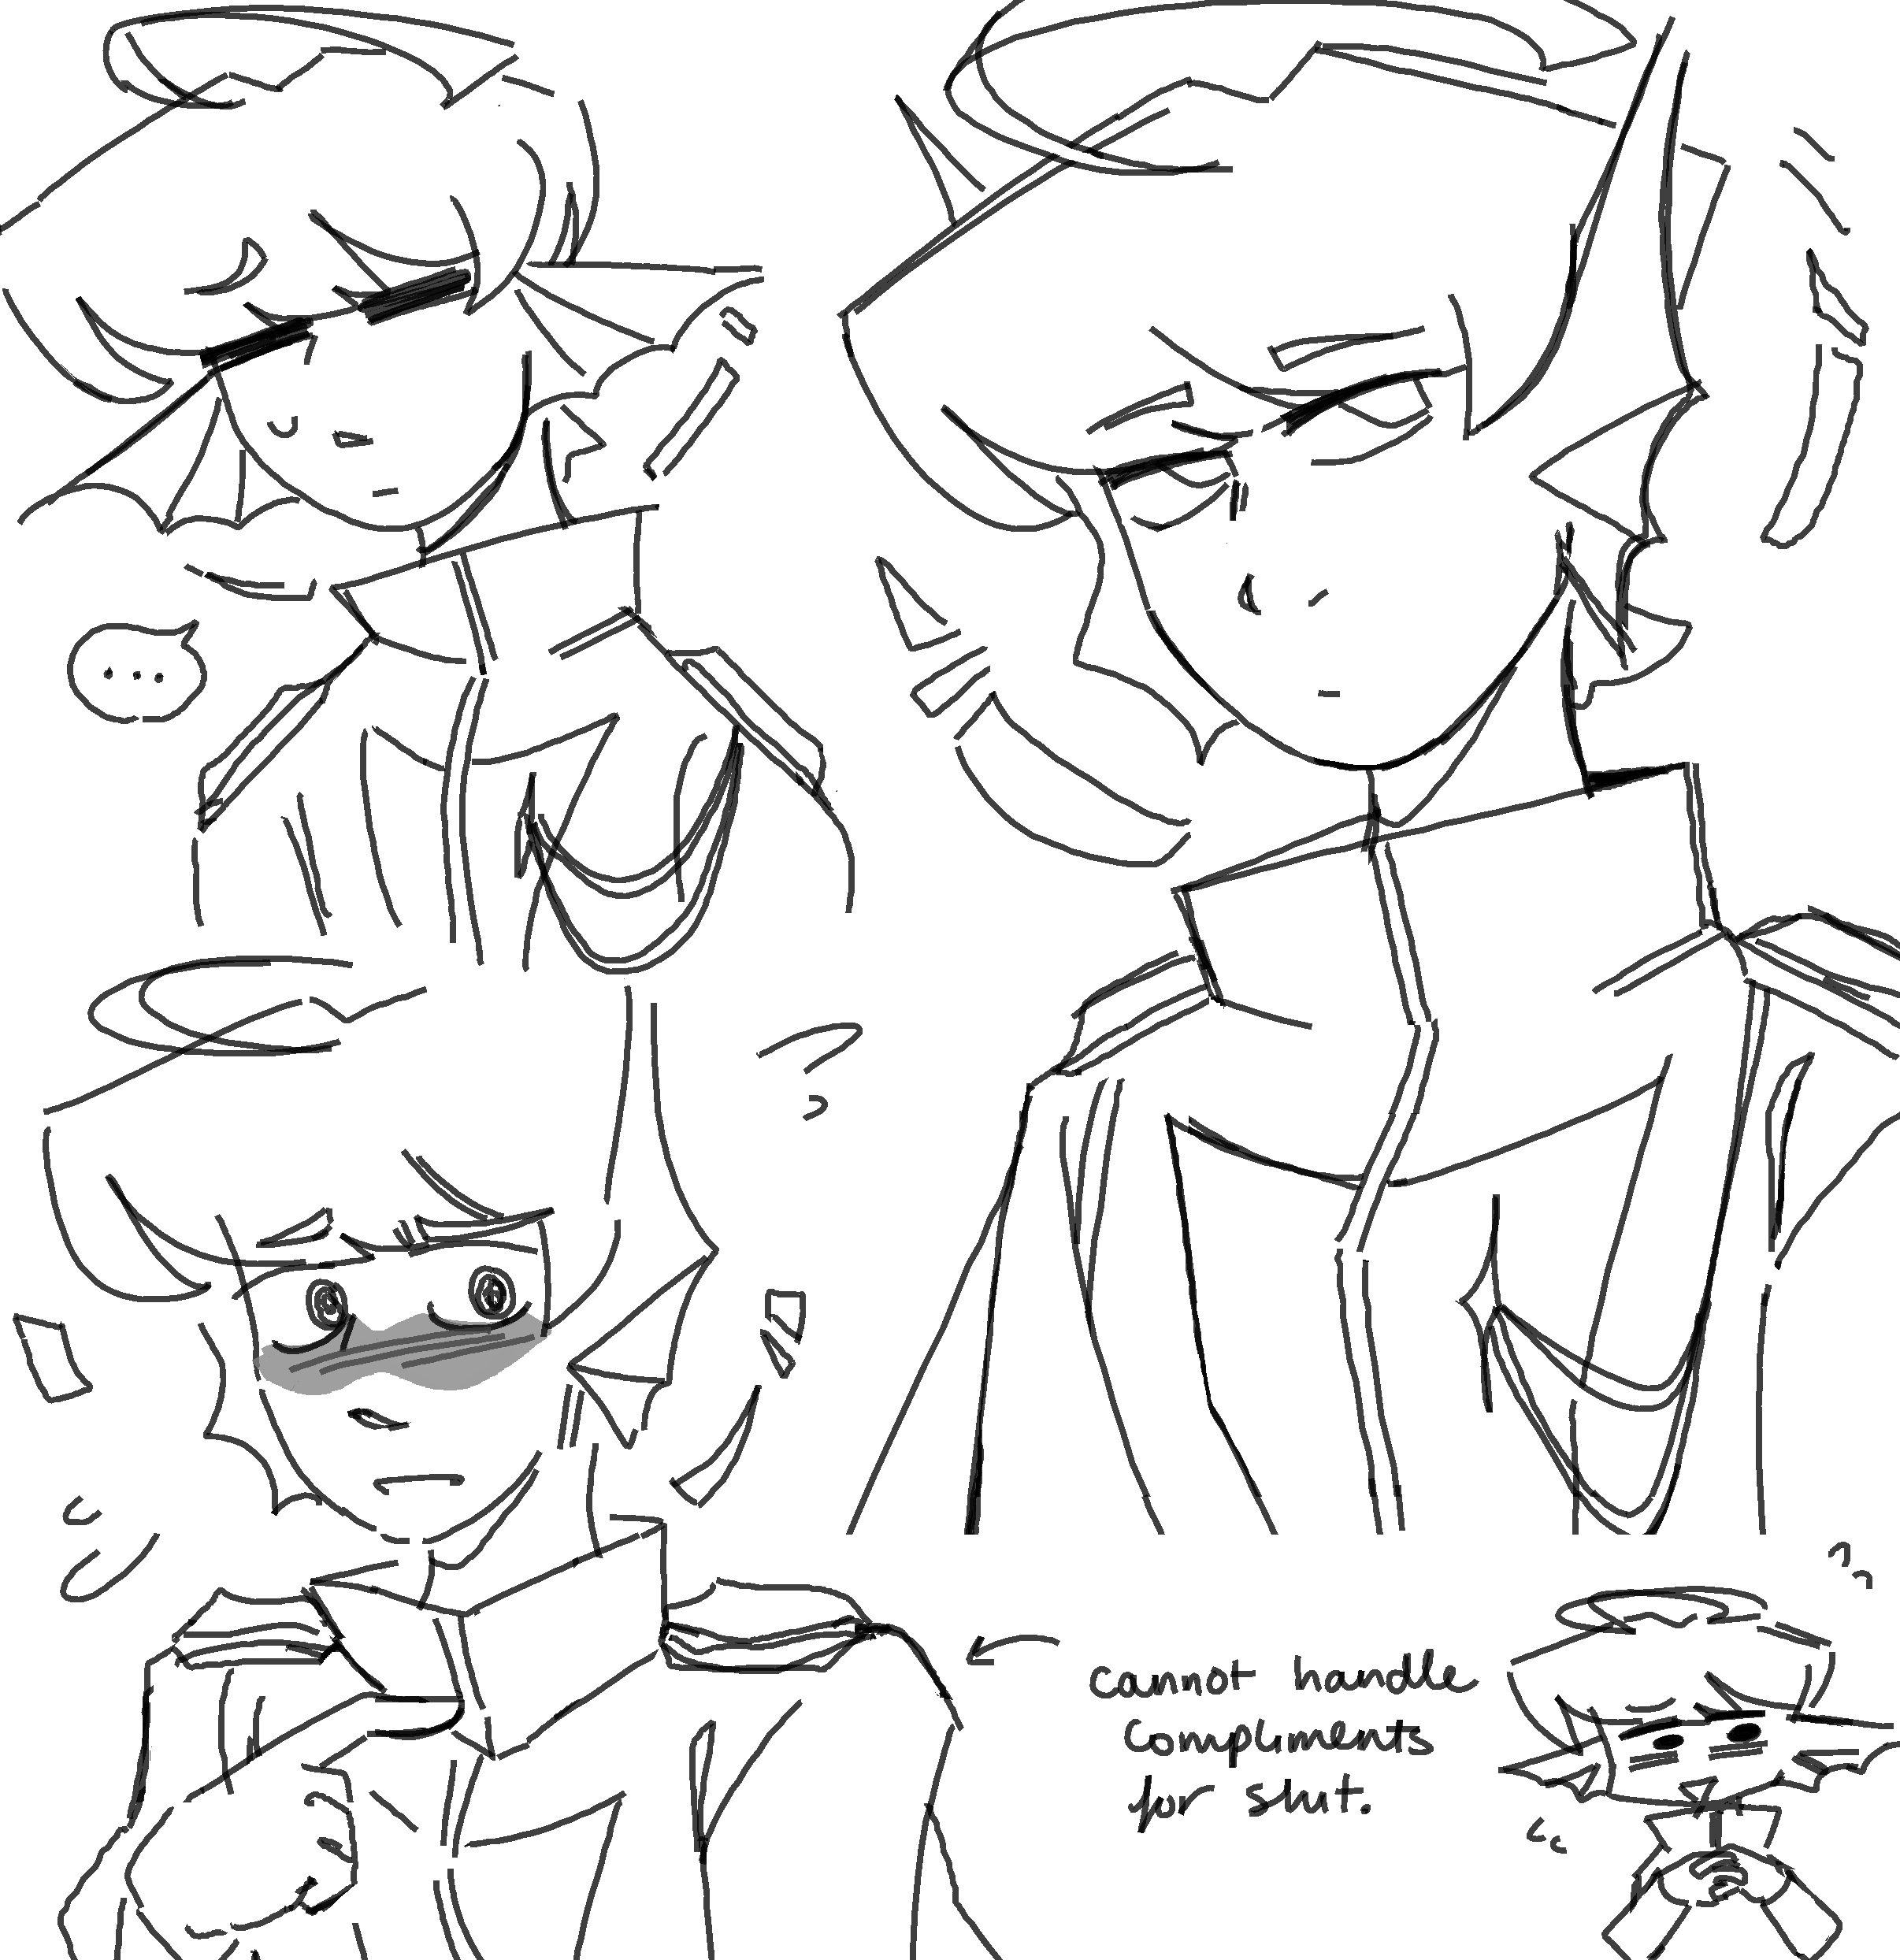 ...
cannot handle
compliments
for shit.